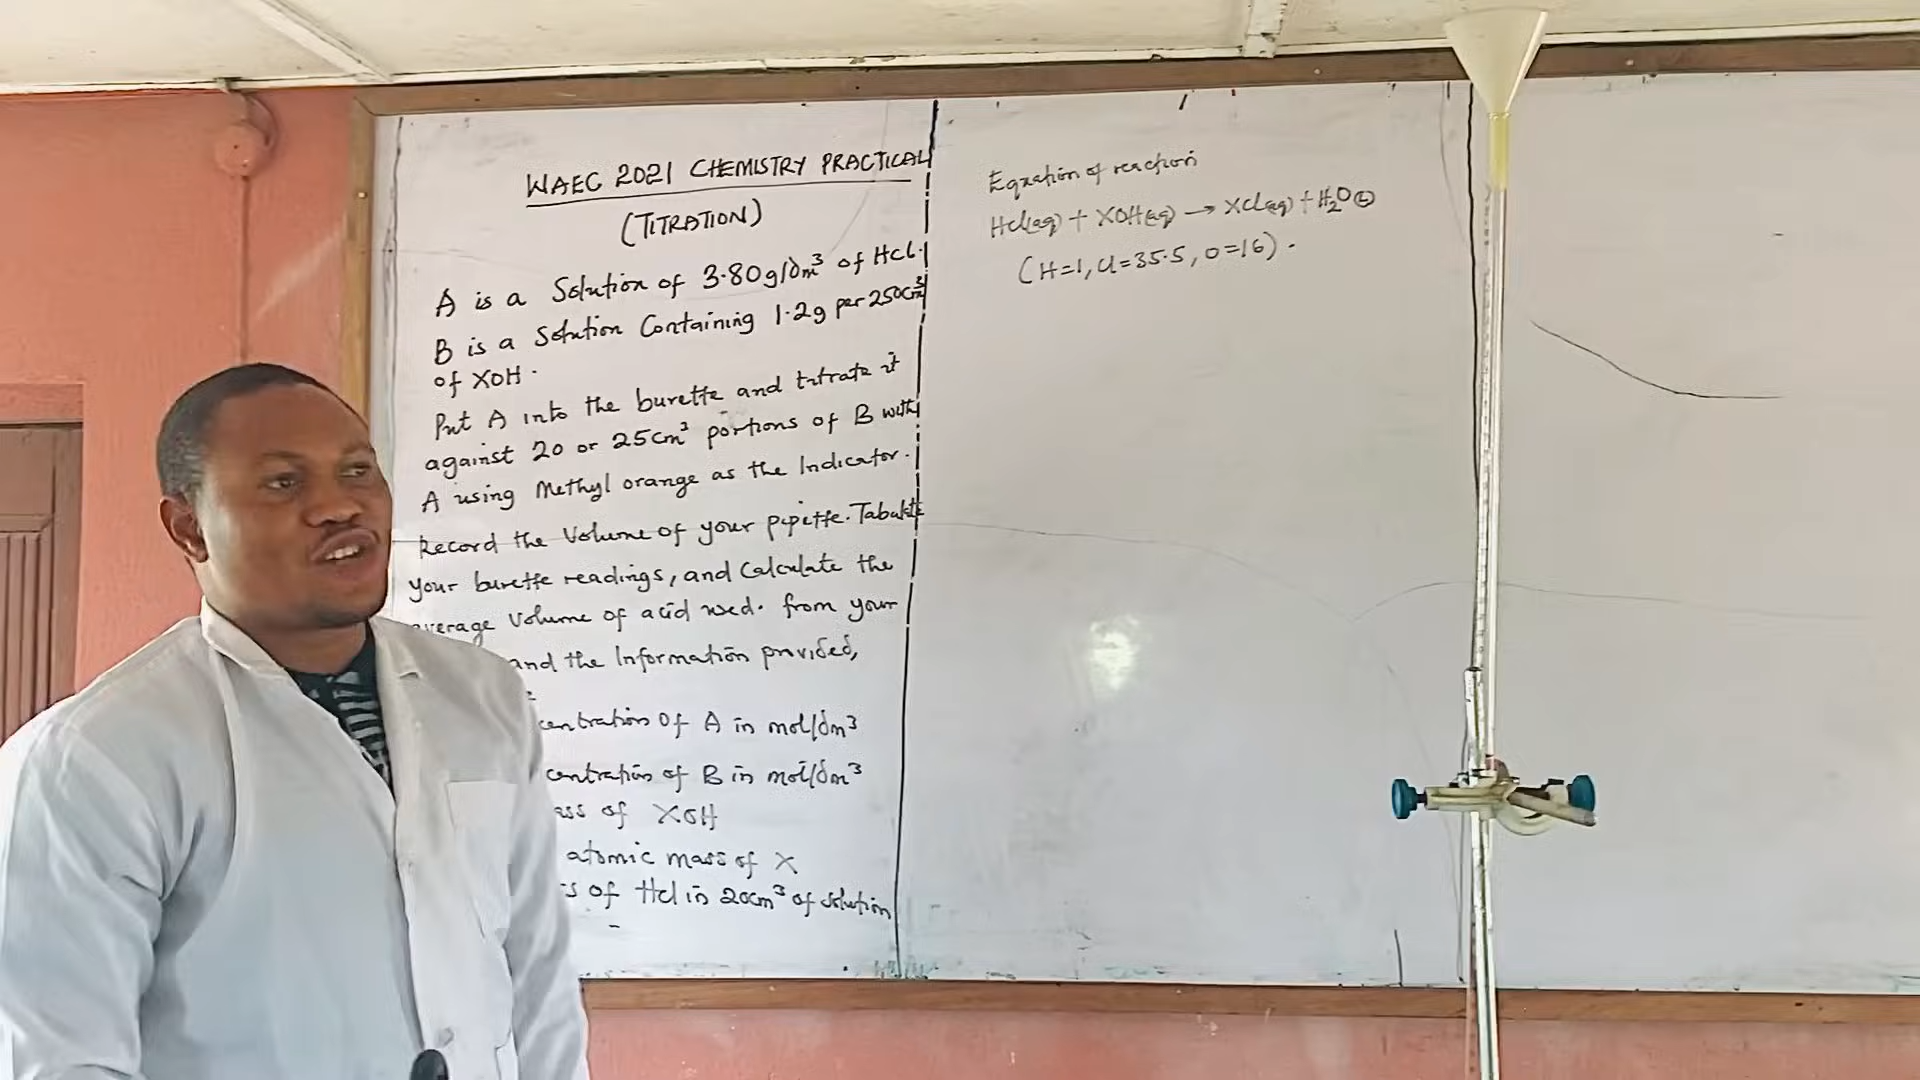 WAEC 2021 CHEMISTRY PRACTICAL
(TITRATION)
A is a Solution of 3.80g/dm³ of HCl.
B is a Solution Containing 1.2g per 250cm³
of XOH.
Put A into the burette and titrate it
against 20 or 25cm³ portions of B with
A using Methyl orange as the Indicator.
Record the Volume of your pipette. Tabulate
your burette readings, and Calculate the
average Volume of acid used. from your
and the Information provided,
centration of A in mol/dm³
centration of B in mol/dm³
ass of XOH
atomic mass of X
s of HCl in 20cm³ of solution
Equation of reaction
HCl(aq) + XOH(aq) → XCl(aq) + H₂O(L)
(H=1, Cl=35.5, O=16).